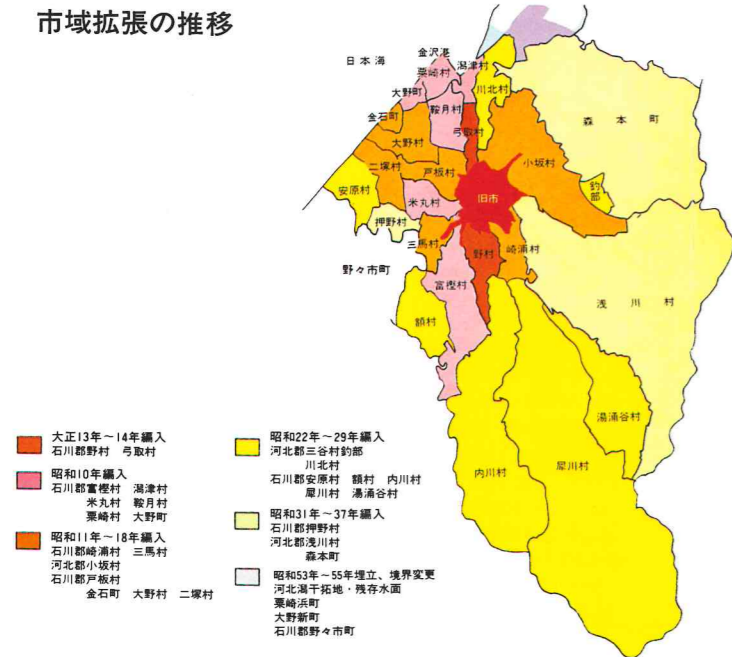 市域拡張の推移
日本海
金沢港
粟崎村
潟津村
大野町
鞍月村
川北村
金石町
弓取村
森本町
大野村
小坂村
二塚村
戸板村
釣部
安原村
米丸村
旧市
押野村
三馬村
野村
崎浦村
野々市町
富樫村
浅川村
額村
湯涌谷村
内川村
犀川村
大正13年～14年編入
石川郡野村 弓取村
昭和10年編入
石川郡富樫村 潟津村
米丸村 鞍月村
粟崎村 大野町
昭和11年～18年編入
石川郡崎浦村 三馬村
河北郡小坂村
石川郡戸板村
金石町 大野村 二塚村
昭和22年～29年編入
河北郡三谷村釣部
川北村
石川郡安原村 額村 内川村
犀川村 湯涌谷村
昭和31年～37年編入
石川郡押野村
河北郡浅川村
森本町
昭和53年～55年埋立、境界変更
河北潟干拓地・残存水面
粟崎浜町
大野新町
石川郡野々市町